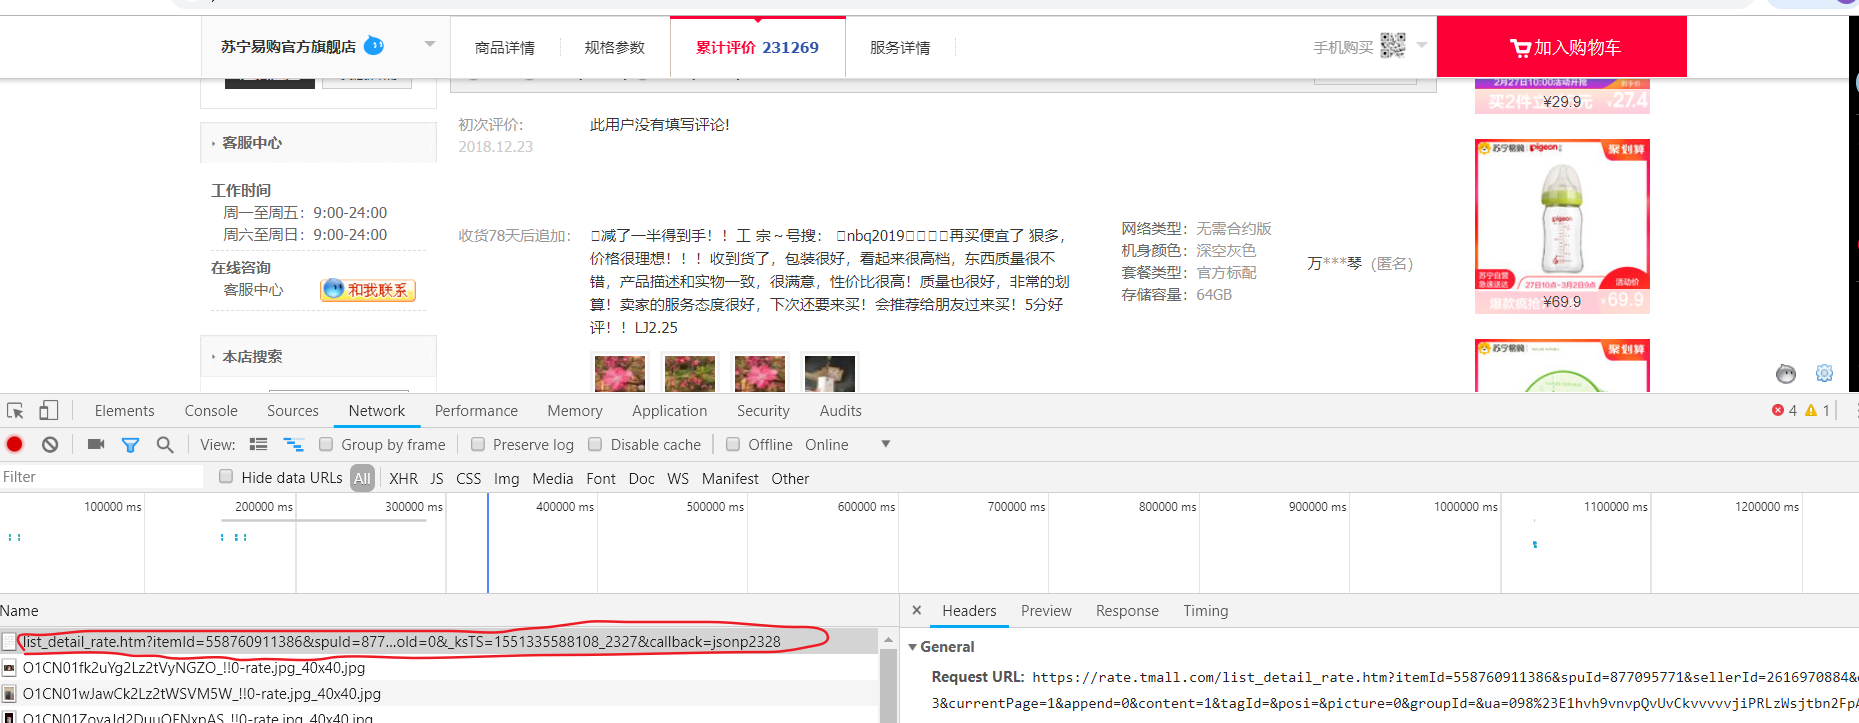 苏宁易购官方旗舰店
商品详情
规格参数
累计评价 231269
服务详情
手机购买
加入购物车
初次评价：
2018.12.23
此用户没有填写评论!
客服中心
工作时间
周一至周五：9:00-24:00
周六至周日：9:00-24:00
在线咨询
客服中心
和我联系
本店搜索
收货78天后追加：
减了一半得到手！！工 宗～号搜：
nbq2019
再买便宜了 狠多，
价格很理想！！！收到货了，包装很好，看起来很高档，东西质量很不
错，产品描述和实物一致，很满意，性价比很高！质量也很好，非常的划
算！卖家的服务态度很好，下次还要来买！会推荐给朋友过来买！5分好
评！！LJ2.25
网络类型：无需合约版
机身颜色：深空灰色
套餐类型：官方标配
存储容量：64GB
万***琴（匿名）
2月27日10:00活动开抢
¥29.9
¥27.4
苏宁易购
pigeon
聚划算
苏宁自营
急速送达
27日10点-3月2日9点
活动价
爆款疯抢
¥69.9
¥69.9
苏宁易购
聚划算
Elements
Console
Sources
Network
Performance
Memory
Application
Security
Audits
4
1
View:
Group by frame
Preserve log
Disable cache
Offline
Online
Filter
Hide data URLs
All
XHR
JS
CSS
Img
Media
Font
Doc
WS
Manifest
Other
100000 ms
200000 ms
300000 ms
400000 ms
500000 ms
600000 ms
700000 ms
800000 ms
900000 ms
1000000 ms
1100000 ms
1200000 ms
Name
list_detail_rate.htm?itemId=558760911386&spuId=877...old=0&_ksTS=1551335588108_2327&callback=jsonp2328
O1CN01fk2uYg2Lz2tVyNGZO_!!0-rate.jpg_40x40.jpg
O1CN01wJawCk2Lz2tWSVM5W_!!0-rate.jpg_40x40.jpg
× Headers
Preview
Response
Timing
General
Request URL: https://rate.tmall.com/list_detail_rate.htm?itemId=558760911386&spuId=877095771&sellerId=2616970884&
3&currentPage=1&append=0&content=1&tagId=&posi=&picture=0&groupId=&ua=098%23E1hvh9vnvpQvUvCkvvvvvjiPRLzWsjtbn2Fp